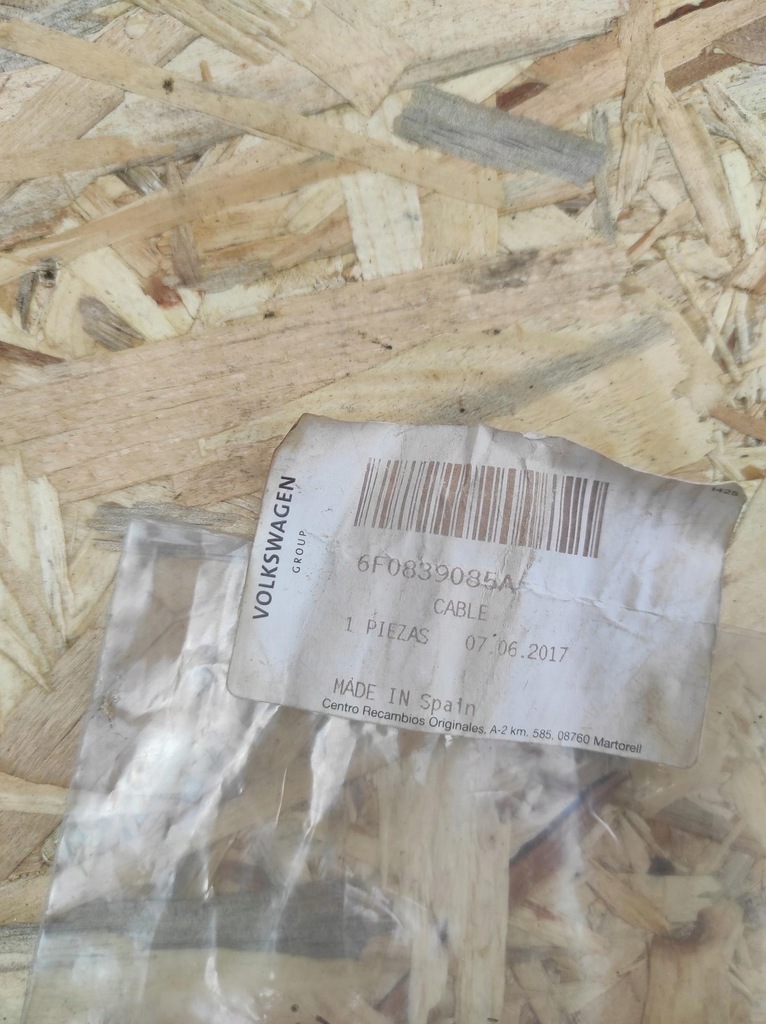 VOLKSWAGEN
GROUP
6F0839085A
CABLE
1 PIEZAS 07.06.2017
MADE IN Spain
Centro Recambios Originales, A-2 km. 585, 08760 Martorell